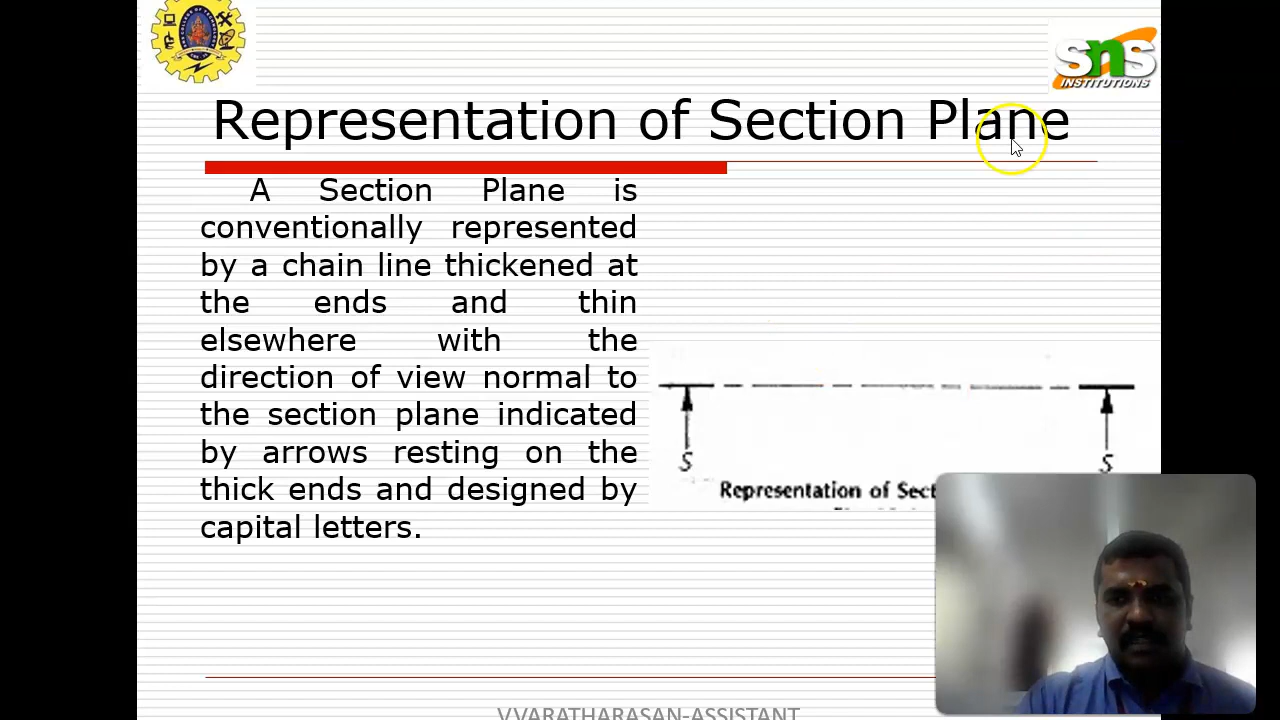 SNS
INSTITUTIONS
Representation of Section Plane
A Section Plane is
conventionally represented
by a chain line thickened at
the ends and thin
elsewhere with the
direction of view normal to
the section plane indicated
by arrows resting on the
thick ends and designed by
capital letters.
S S
Representation of Sect
V.VARATHARASAN-ASSISTANT